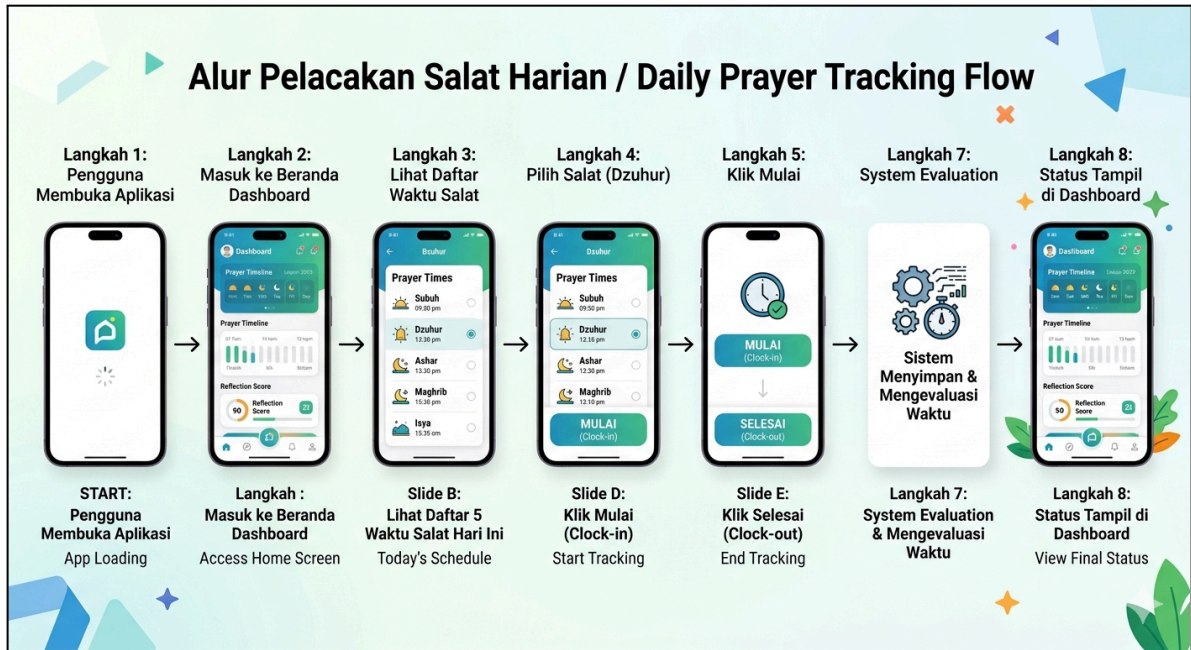 Alur Pelacakan Salat Harian / Daily Prayer Tracking Flow
Langkah 1:
Pengguna
Membuka Aplikasi
Langkah 2:
Masuk ke Beranda
Dashboard
Langkah 3:
Lihat Daftar
Waktu Salat
Langkah 4:
Pilih Salat (Dzuhur)
Langkah 5:
Klik Mulai
Langkah 7:
System Evaluation
Langkah 8:
Status Tampil
di Dashboard
Dashboard
Prayer Timeline
Prayer Timeline
Reflection Score
90
Reflection
Score
Prayer Times
Subuh
09.00 pm
Dzuhur
12.30 pm
Ashar
13.30 pm
Maghrib
15:30 pm
Isya
15:35 om
Dzuhur
Prayer Times
Subuh
09:50 pm
Dzuhur
12.16 pm
Ashar
12:30 pm
Maghrib
13:10 pm
MULAI
(Clock-in)
MULAI
(Clock-in)
SELESAI
(Clock-out)
Sistem
Menyimpan &
Mengevaluasi
Waktu
Prayer Timeline
Prayer Timeline
Reflection Score
50
Reflection
Score
START:
Pengguna
Membuka Aplikasi
App Loading
Langkah :
Masuk ke Beranda
Dashboard
Access Home Screen
Slide B:
Lihat Daftar 5
Waktu Salat Hari Ini
Today's Schedule
Slide D:
Klik Mulai
(Clock-in)
Start Tracking
Slide E:
Klik Selesai
(Clock-out)
End Tracking
Langkah 7:
System Evaluation
& Mengevaluasi
Waktu
Langkah 8:
Status Tampil di
Dashboard
View Final Status